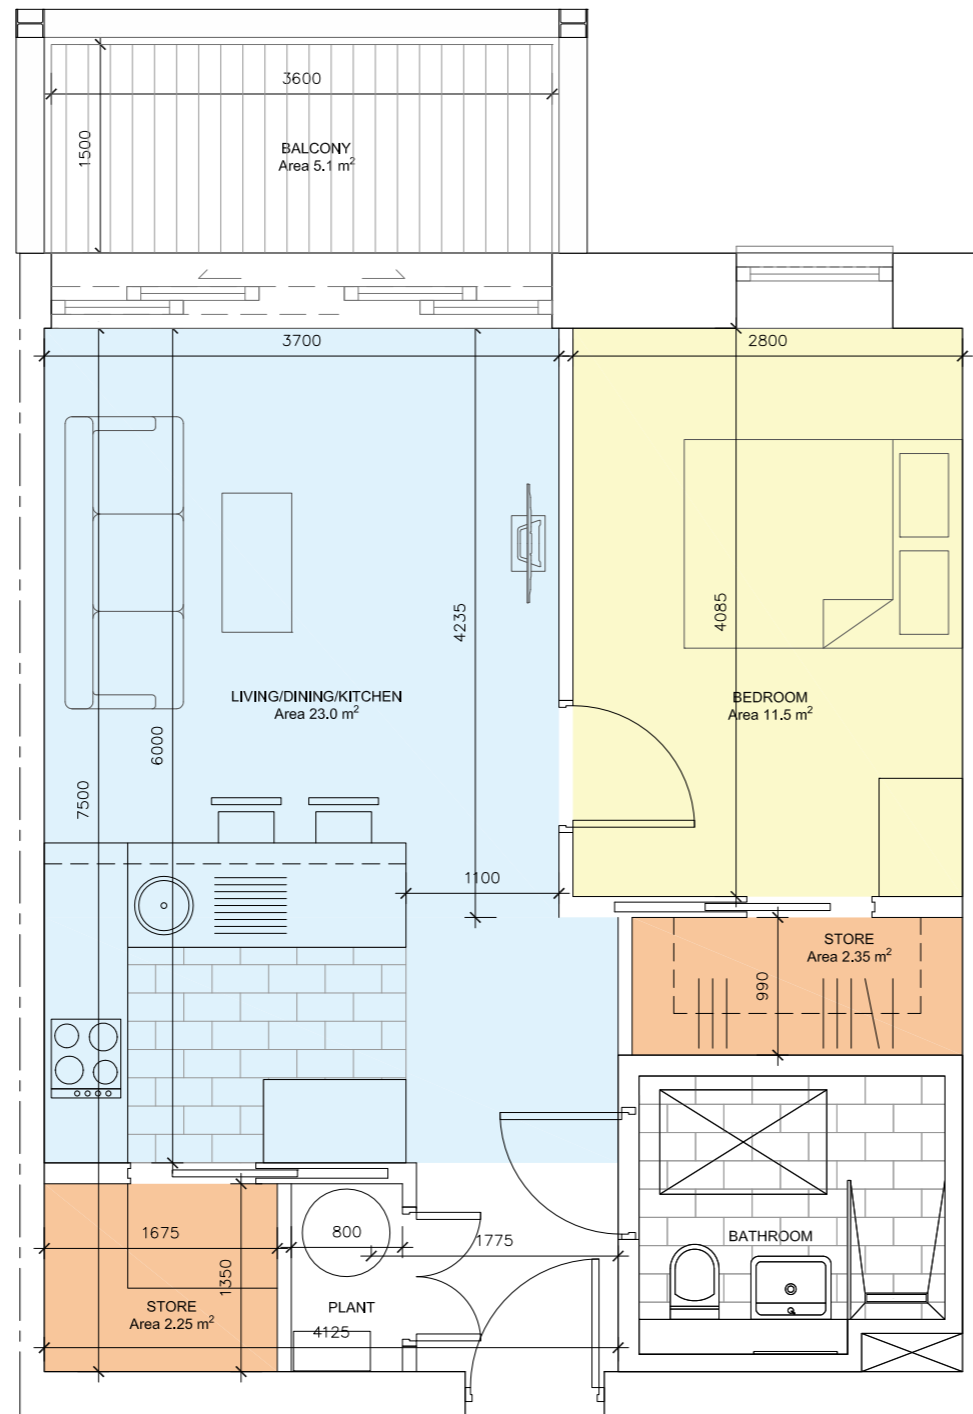 3600
1500
BALCONY
Area 5.1 m²
3700
2800
4235
4085
LIVING/DINING/KITCHEN
Area 23.0 m²
BEDROOM
Area 11.5 m²
6000
7500
1100
STORE
Area 2.35 m²
990
1675
800
1775
BATHROOM
1350
STORE
Area 2.25 m²
PLANT
4125